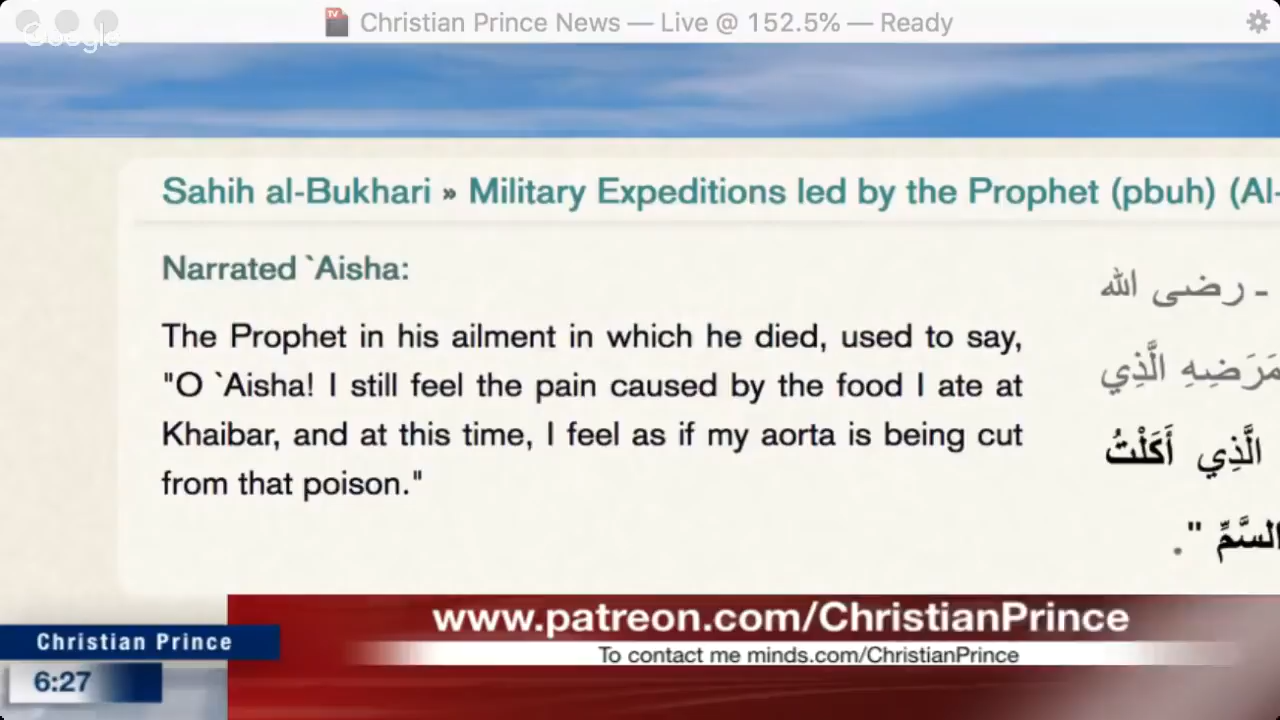 Christian Prince News — Live @ 152.5% — Ready
Google
Sahih al-Bukhari » Military Expeditions led by the Prophet (pbuh) (Al-
Narrated `Aisha:
The Prophet in his ailment in which he died, used to say,
"O `Aisha! I still feel the pain caused by the food I ate at
Khaibar, and at this time, I feel as if my aorta is being cut
from that poison."
ـ رضى الله
مَرَضِهِ الَّذِي
الَّذِي أَكَلْتُ
السَّمِّ ".
www.patreon.com/ChristianPrince
To contact me minds.com/ChristianPrince
Christian Prince
6:27